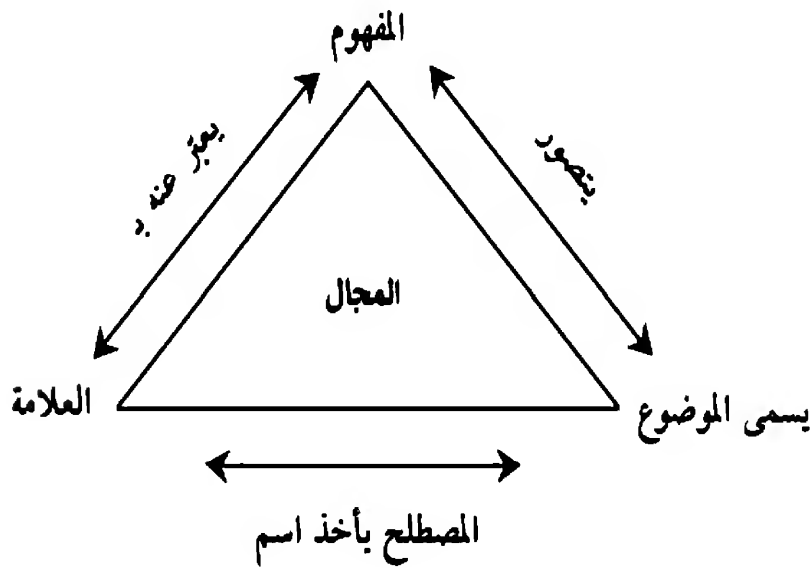 المفهوم
يعبّر عنه بـ
يتصور
المجال
العلامة
يسمى الموضوع
المصطلح يأخذ اسم